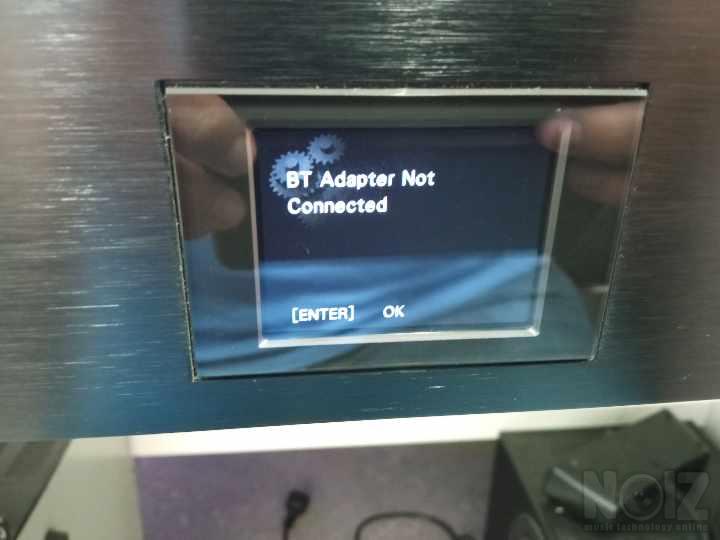 BT Adapter Not
Connected
[ENTER] OK
NOIZ
music technology online